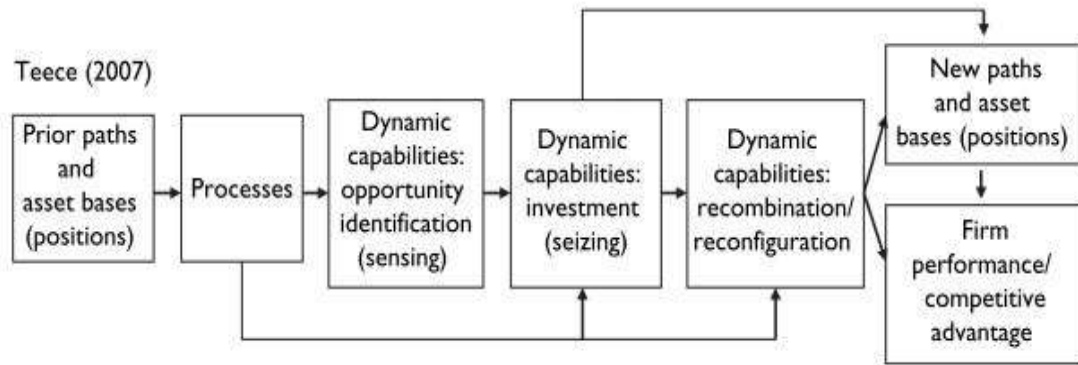 Teece (2007)
Prior paths
and
asset bases
(positions)
Processes
Dynamic
capabilities:
opportunity
identification
(sensing)
Dynamic
capabilities:
investment
(seizing)
Dynamic
capabilities:
recombination/
reconfiguration
New paths
and asset
bases (positions)
Firm
performance/
competitive
advantage